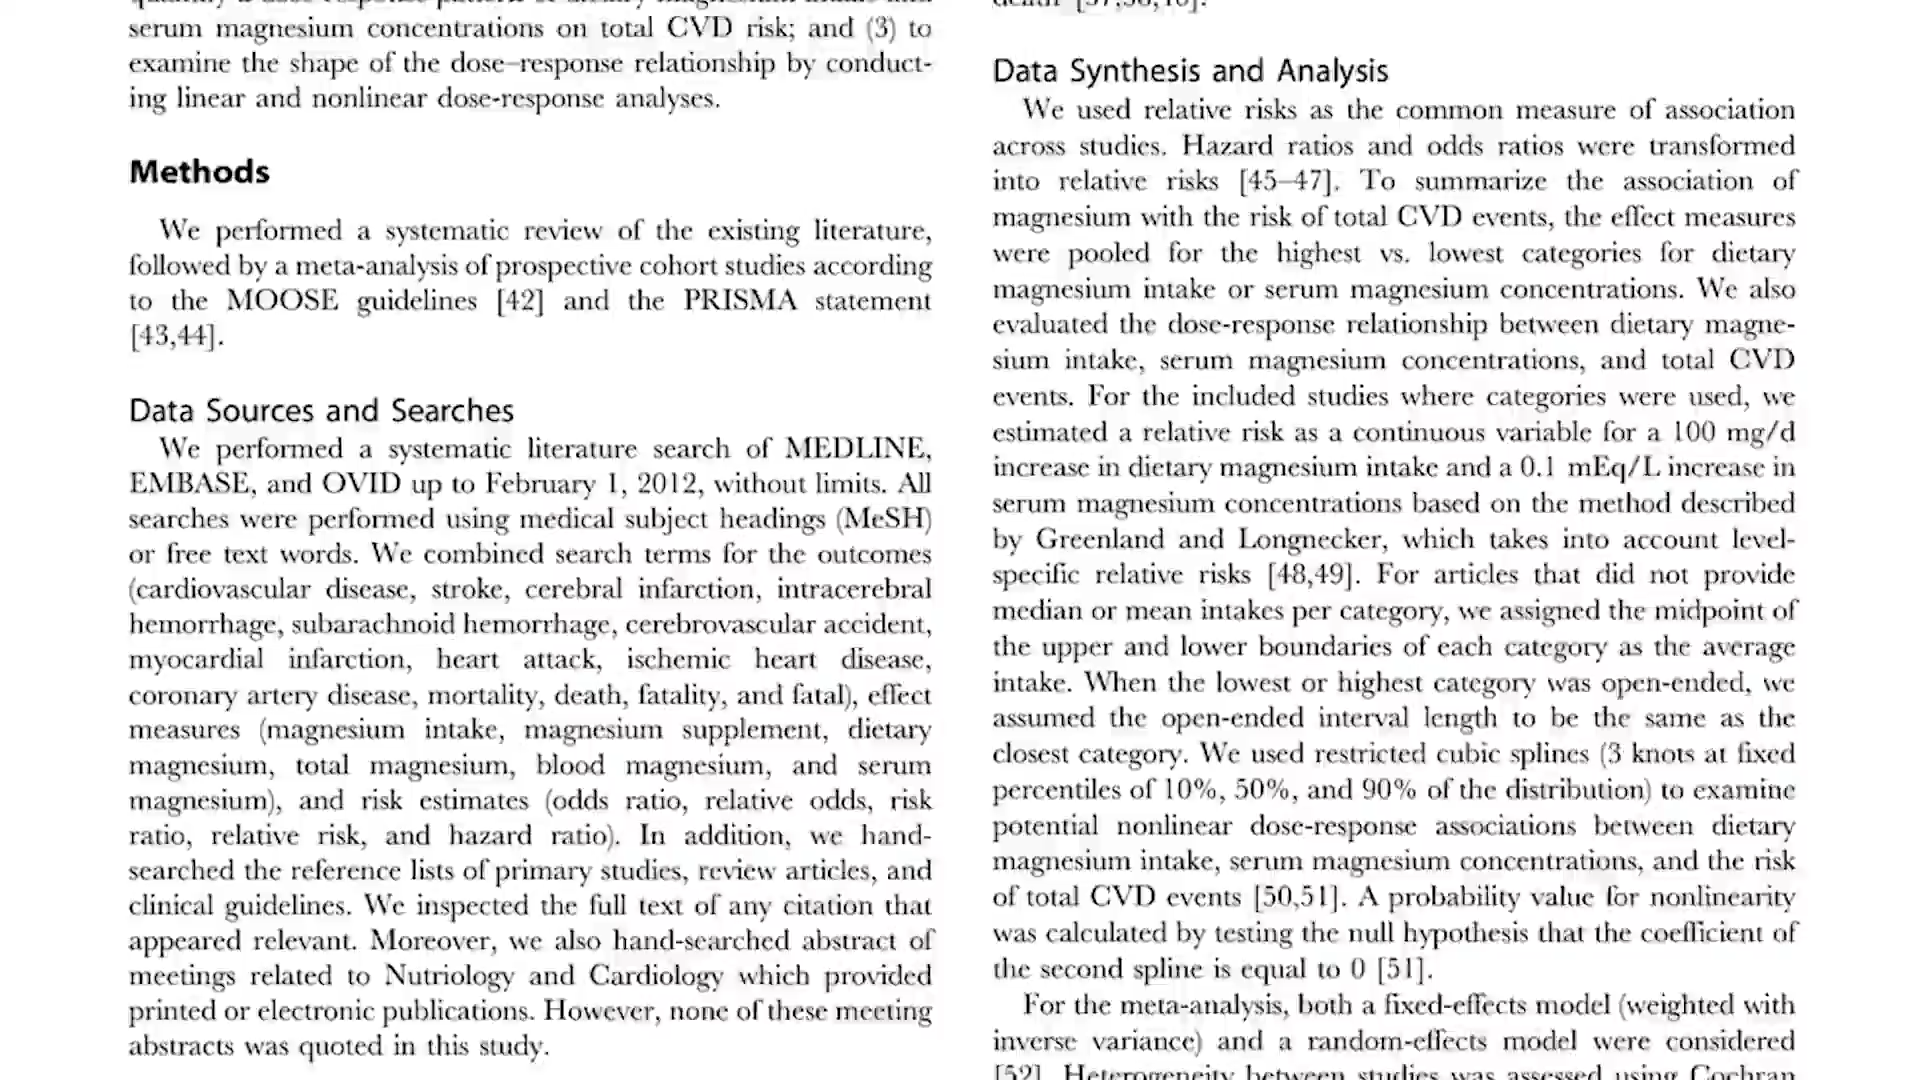 serum magnesium concentrations on total CVD risk; and (3) to
examine the shape of the dose–response relationship by conduct-
ing linear and nonlinear dose-response analyses.
Methods
We performed a systematic review of the existing literature,
followed by a meta-analysis of prospective cohort studies according
to the MOOSE guidelines [42] and the PRISMA statement
[43,44].
Data Sources and Searches
We performed a systematic literature search of MEDLINE,
EMBASE, and OVID up to February 1, 2012, without limits. All
searches were performed using medical subject headings (MeSH)
or free text words. We combined search terms for the outcomes
(cardiovascular disease, stroke, cerebral infarction, intracerebral
hemorrhage, subarachnoid hemorrhage, cerebrovascular accident,
myocardial infarction, heart attack, ischemic heart disease,
coronary artery disease, mortality, death, fatality, and fatal), effect
measures (magnesium intake, magnesium supplement, dietary
magnesium, total magnesium, blood magnesium, and serum
magnesium), and risk estimates (odds ratio, relative odds, risk
ratio, relative risk, and hazard ratio). In addition, we hand-
searched the reference lists of primary studies, review articles, and
clinical guidelines. We inspected the full text of any citation that
appeared relevant. Moreover, we also hand-searched abstract of
meetings related to Nutriology and Cardiology which provided
printed or electronic publications. However, none of these meeting
abstracts was quoted in this study.
Data Synthesis and Analysis
We used relative risks as the common measure of association
across studies. Hazard ratios and odds ratios were transformed
into relative risks [45–47]. To summarize the association of
magnesium with the risk of total CVD events, the effect measures
were pooled for the highest vs. lowest categories for dietary
magnesium intake or serum magnesium concentrations. We also
evaluated the dose-response relationship between dietary magne-
sium intake, serum magnesium concentrations, and total CVD
events. For the included studies where categories were used, we
estimated a relative risk as a continuous variable for a 100 mg/d
increase in dietary magnesium intake and a 0.1 mEq/L increase in
serum magnesium concentrations based on the method described
by Greenland and Longnecker, which takes into account level-
specific relative risks [48,49]. For articles that did not provide
median or mean intakes per category, we assigned the midpoint of
the upper and lower boundaries of each category as the average
intake. When the lowest or highest category was open-ended, we
assumed the open-ended interval length to be the same as the
closest category. We used restricted cubic splines (3 knots at fixed
percentiles of 10%, 50%, and 90% of the distribution) to examine
potential nonlinear dose-response associations between dietary
magnesium intake, serum magnesium concentrations, and the risk
of total CVD events [50,51]. A probability value for nonlinearity
was calculated by testing the null hypothesis that the coefficient of
the second spline is equal to 0 [51].
For the meta-analysis, both a fixed-effects model (weighted with
inverse variance) and a random-effects model were considered
[52]. Heterogeneity between studies was assessed using Cochran